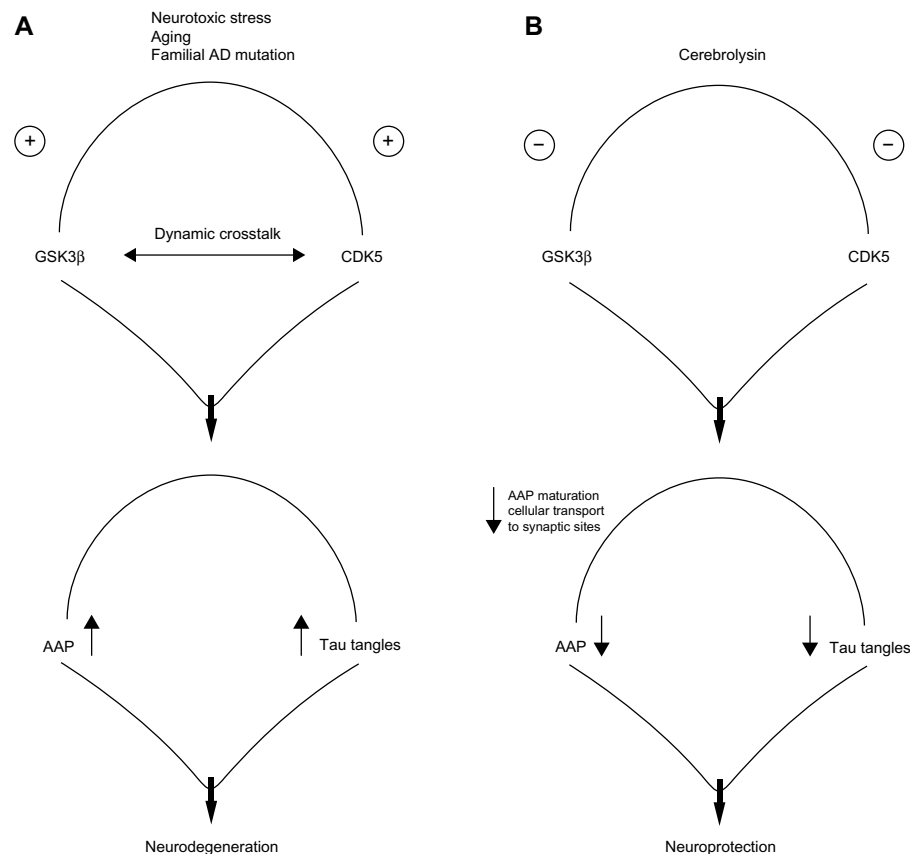 A
Neurotoxic stress
Aging
Familial AD mutation
+
+
GSK3β
Dynamic crosstalk
CDK5
AAP
Tau tangles
Neurodegeneration
B
Cerebrolysin
−
−
GSK3β
CDK5
AAP maturation
cellular transport
to synaptic sites
AAP
Tau tangles
Neuroprotection